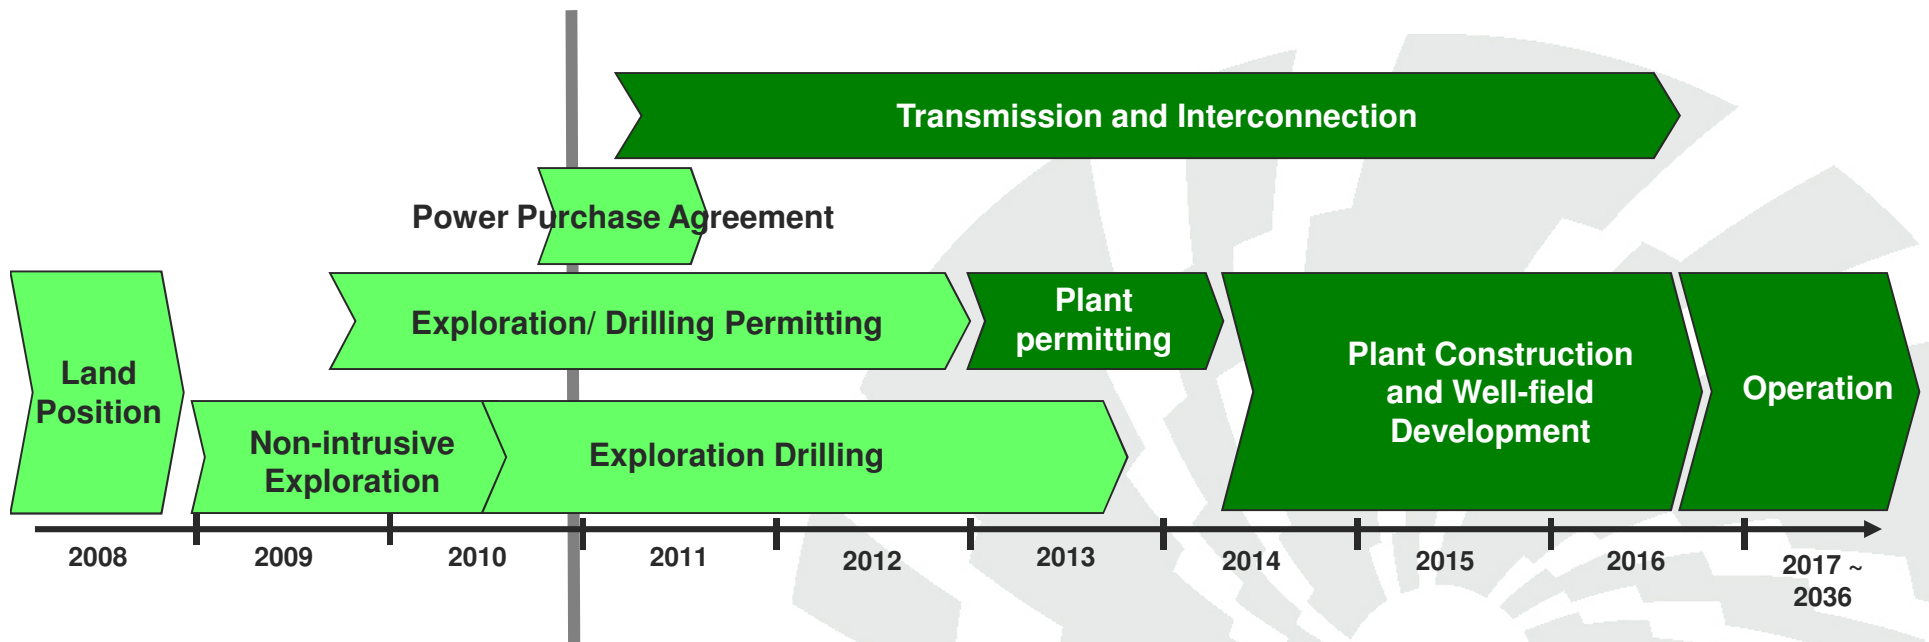 Transmission and Interconnection
Power Purchase Agreement
Land
Position
Exploration/ Drilling Permitting
Plant
permitting
Non-intrusive
Exploration
Exploration Drilling
Plant Construction
and Well-field
Development
Operation
2008
2009
2010
2011
2012
2013
2014
2015
2016
2017 ~
2036